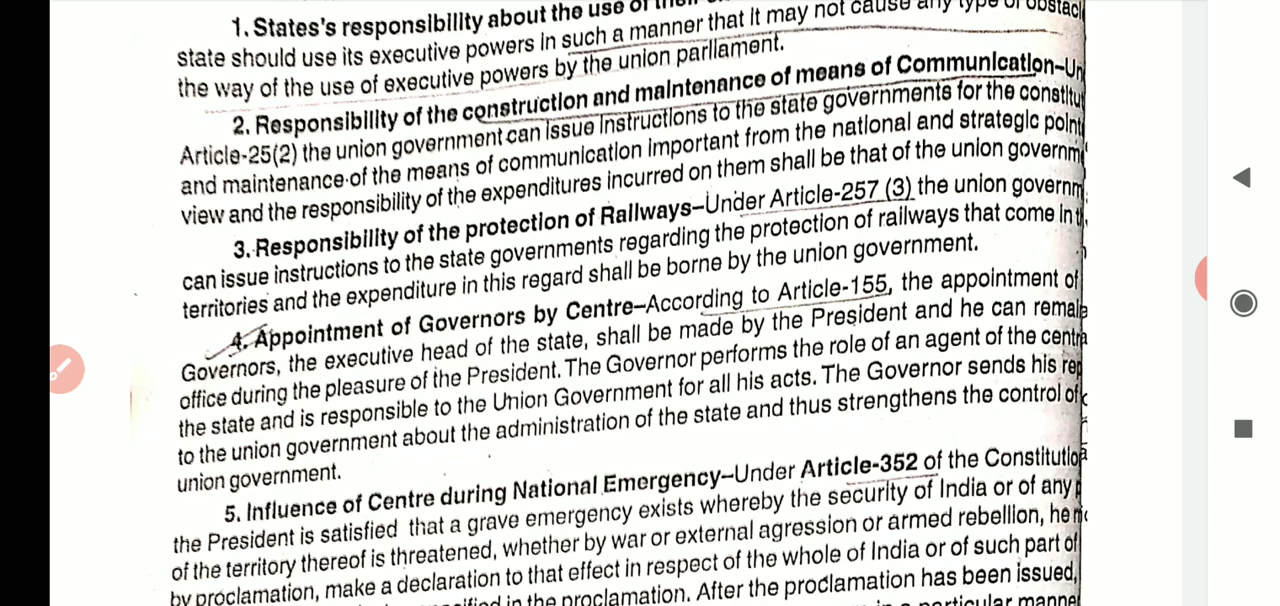 1. States's responsibility about the use of
state should use its executive powers in such a manner that it may not cause any type of obstacl
the way of the use of executive powers by the union parliament.
2. Responsibility of the construction and maintenance of means of Communication–Un
Article-25(2) the union government can issue instructions to the state governments for the constitut
and maintenance of the means of communication important from the national and strategic point
view and the responsibility of the expenditures incurred on them shall be that of the union governm
3. Responsibility of the protection of Railways–Under Article-257 (3) the union governm
can issue instructions to the state governments regarding the protection of railways that come in t
territories and the expenditure in this regard shall be borne by the union government.
4. Appointment of Governors by Centre–According to Article-155, the appointment of
Governors, the executive head of the state, shall be made by the President and he can remai
office during the pleasure of the President. The Governor performs the role of an agent of the centr
the state and is responsible to the Union Government for all his acts. The Governor sends his rep
to the union government about the administration of the state and thus strengthens the control of
union government.
5. Influence of Centre during National Emergency–Under Article-352 of the Constitutio
the President is satisfied that a grave emergency exists whereby the security of India or of any p
of the territory thereof is threatened, whether by war or external agression or armed rebellion, he m
by proclamation, make a declaration to that effect in respect of the whole of India or of such part of
in the proclamation. After the proclamation has been issued,
particular manner